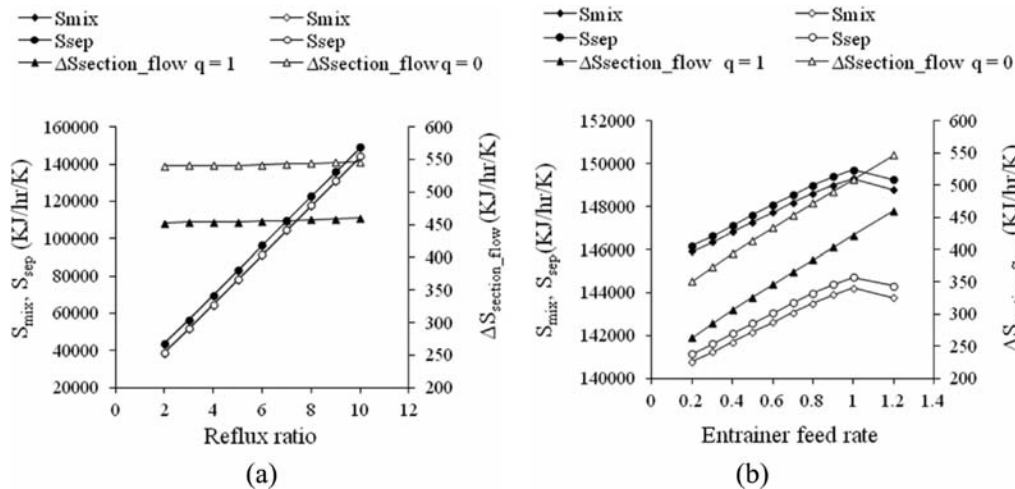 Smix Smix
Ssep Ssep
ΔSsection_flow q = 1 ΔSsection_flow q = 0
160000
140000
120000
100000
80000
60000
40000
20000
600
550
500
450
400
350
300
250
200
0 2 4 6 8 10 12
Smix, Ssep (KJ/hr/K)
ΔSsection_flow (KJ/hr/K)
Reflux ratio
(a)
Smix Smix
Ssep Ssep
ΔSsection_flow q = 1 ΔSsection_flow q = 0
152000
150000
148000
146000
144000
142000
140000
600
550
500
450
400
350
300
250
200
0 0.2 0.4 0.6 0.8 1 1.2 1.4
Smix, Ssep (KJ/hr/K)
(KJ/hr/K)
Entrainer feed rate
(b)